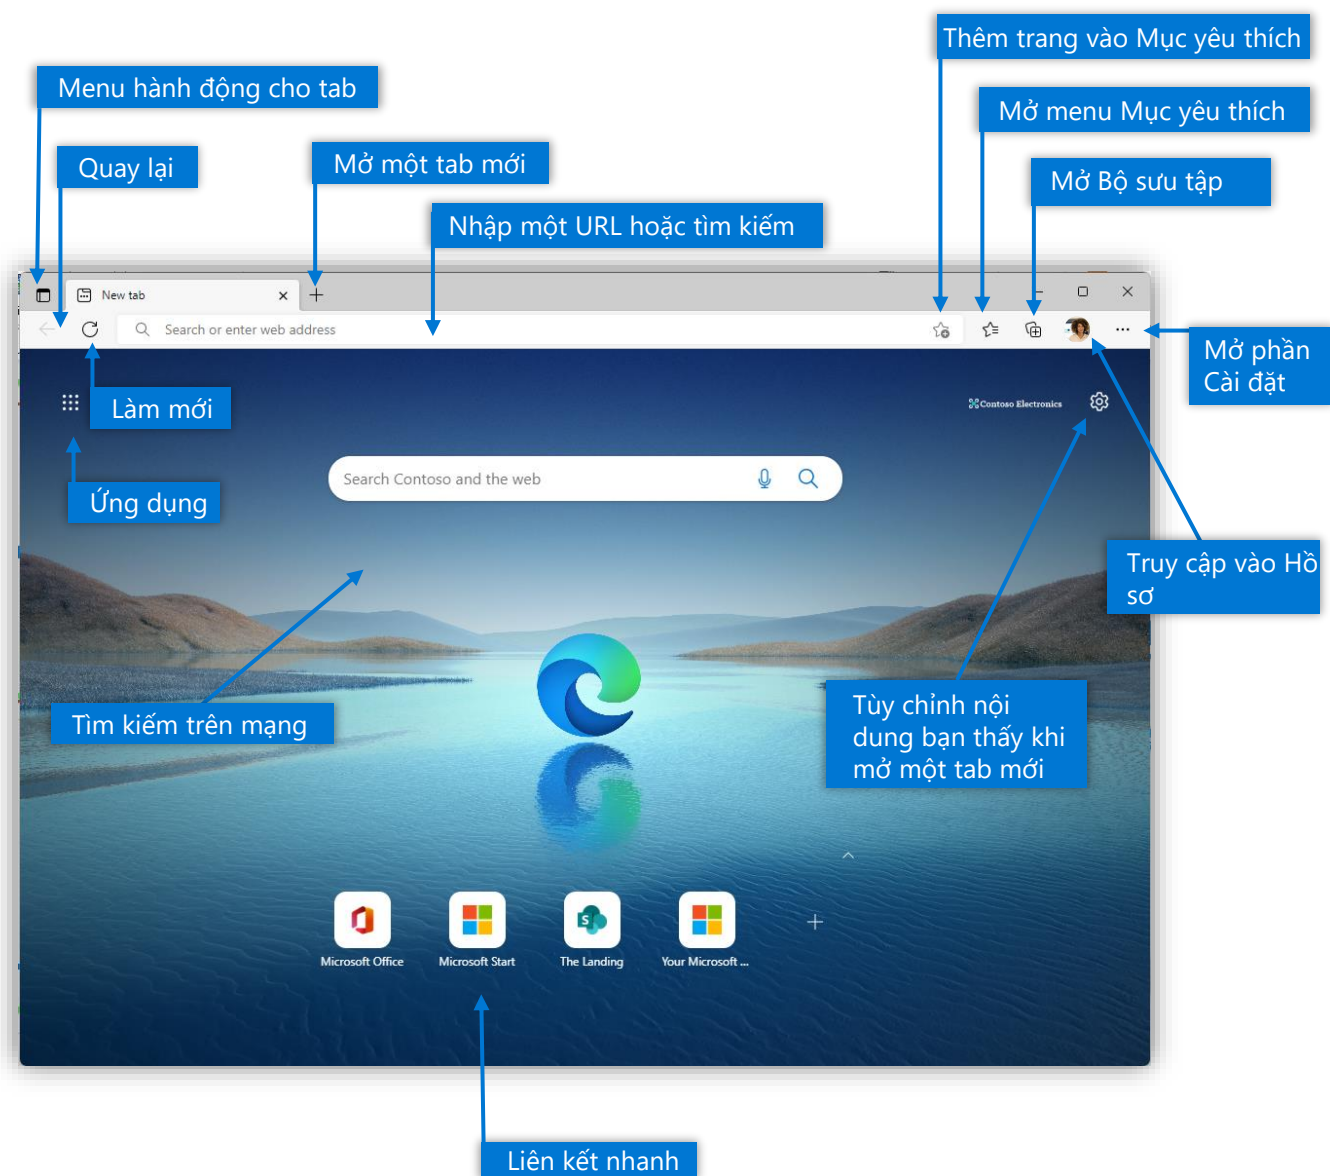 Thêm trang vào Mục yêu thích
Menu hành động cho tab
Mở menu Mục yêu thích
Quay lại
Mở một tab mới
Mở Bộ sưu tập
Nhập một URL hoặc tìm kiếm
New tab
Search or enter web address
Mở phần
Cài đặt
Làm mới
Contoso Electronics
Search Contoso and the web
Ứng dụng
Truy cập vào Hồ
sơ
Tìm kiếm trên mạng
Tùy chỉnh nội
dung bạn thấy khi
mở một tab mới
Microsoft Office
Microsoft Start
S
The Landing
Your Microsoft ...
Liên kết nhanh